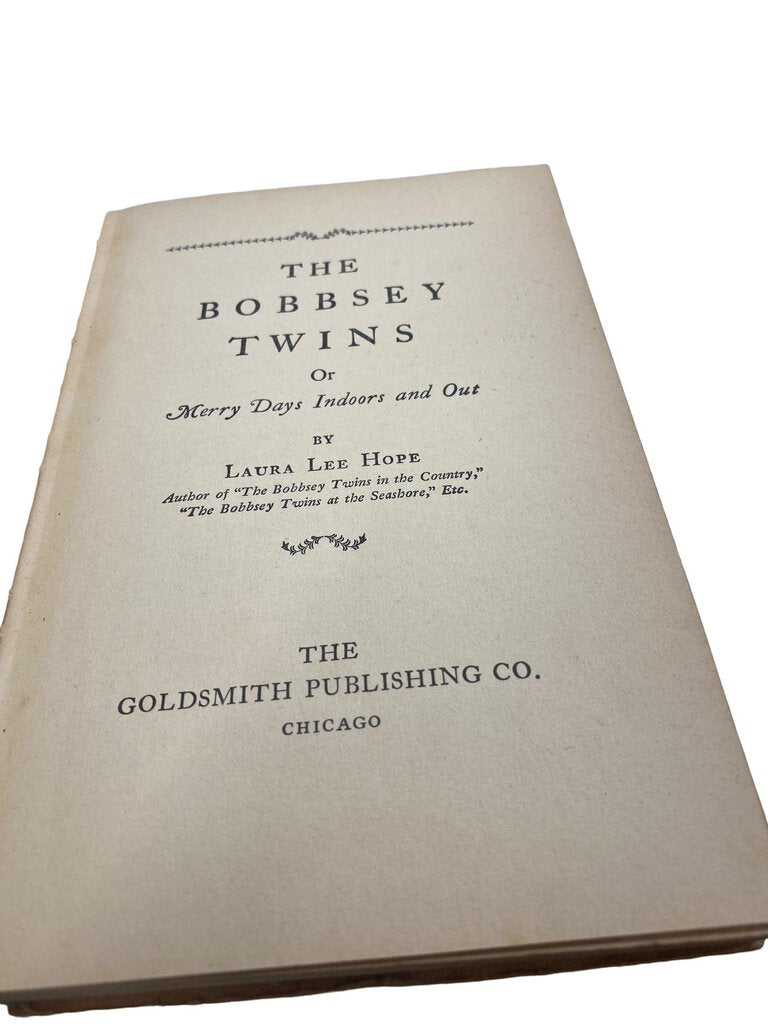 THE
BOBBSEY
TWINS
Or
Merry Days Indoors and Out
BY
LAURA LEE HOPE
Author of "The Bobbsey Twins in the Country,"
"The Bobbsey Twins at the Seashore," Etc.
THE
GOLDSMITH PUBLISHING CO.
CHICAGO